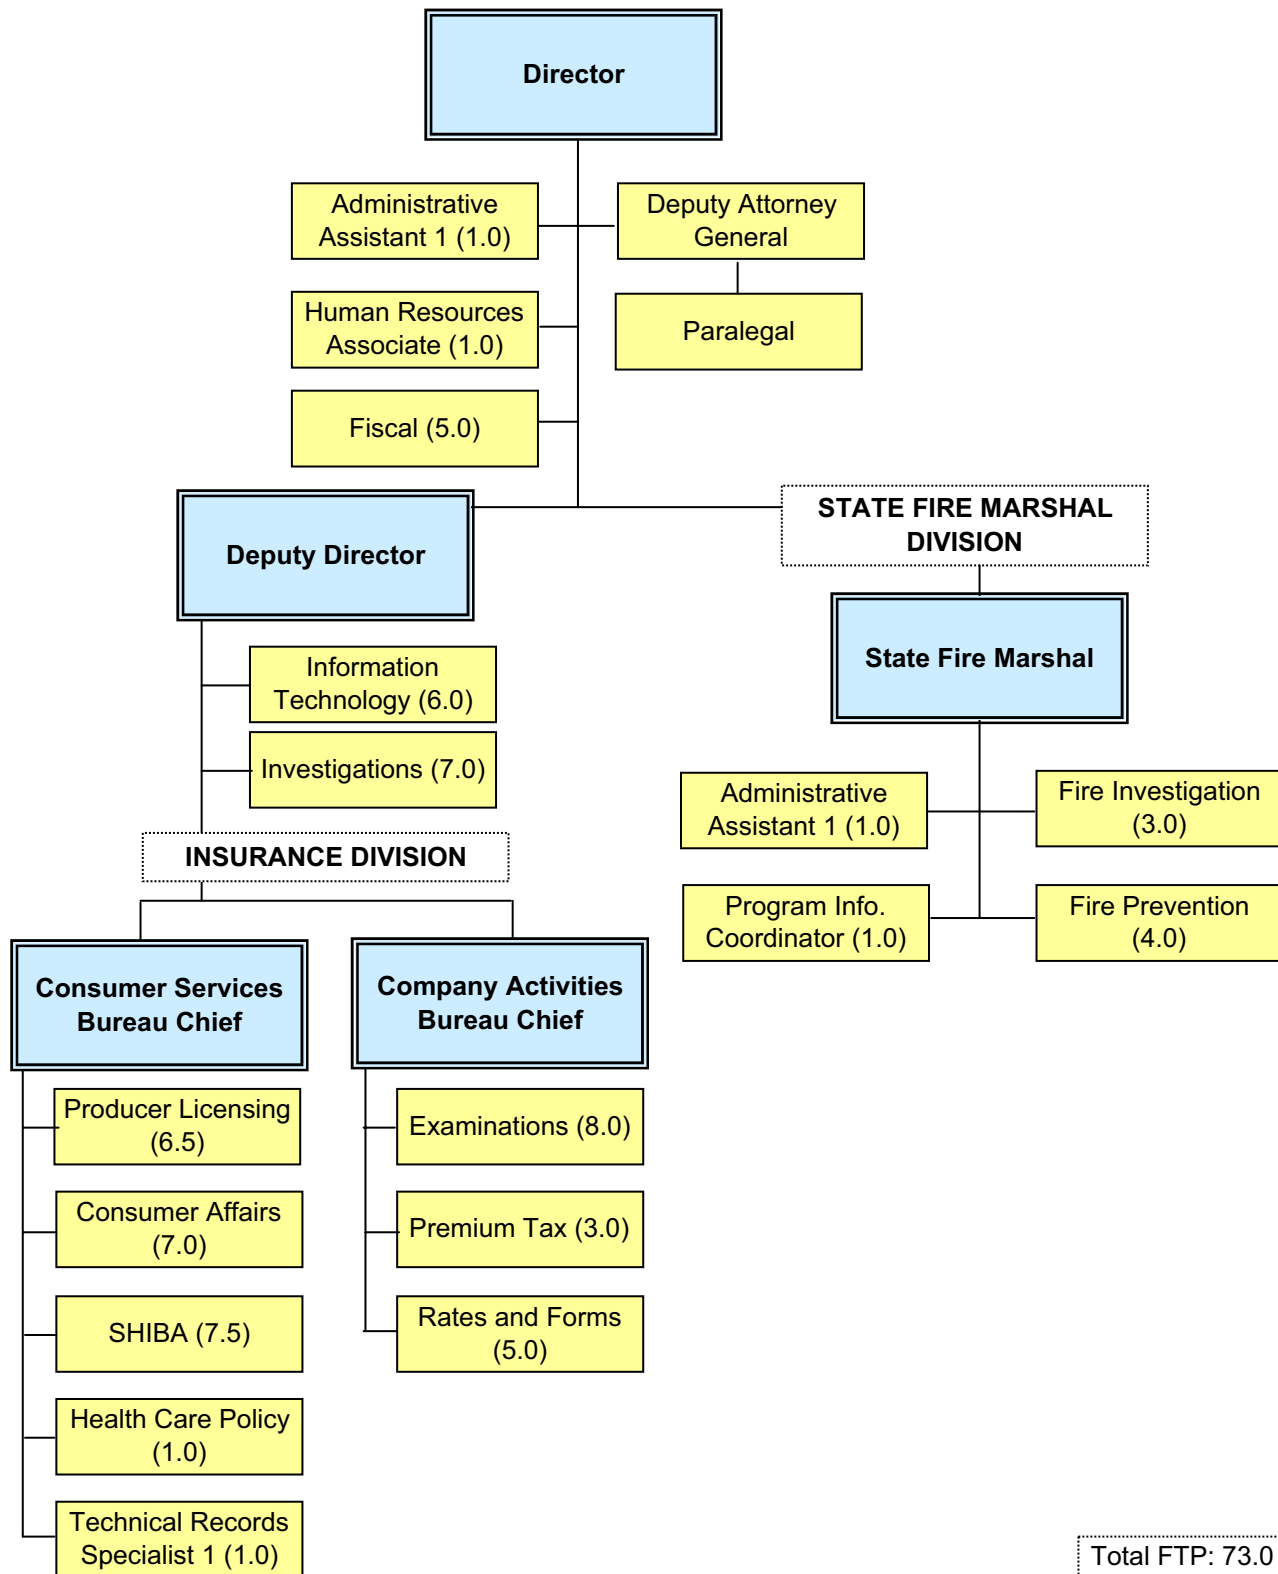 Director
Administrative
Assistant 1 (1.0)
Deputy Attorney
General
Human Resources
Associate (1.0)
Paralegal
Fiscal (5.0)
Deputy Director
STATE FIRE MARSHAL
DIVISION
State Fire Marshal
Information
Technology (6.0)
Investigations (7.0)
Administrative
Assistant 1 (1.0)
Fire Investigation
(3.0)
Program Info.
Coordinator (1.0)
Fire Prevention
(4.0)
INSURANCE DIVISION
Consumer Services
Bureau Chief
Company Activities
Bureau Chief
Producer Licensing
(6.5)
Consumer Affairs
(7.0)
SHIBA (7.5)
Health Care Policy
(1.0)
Technical Records
Specialist 1 (1.0)
Examinations (8.0)
Premium Tax (3.0)
Rates and Forms
(5.0)
Total FTP: 73.0